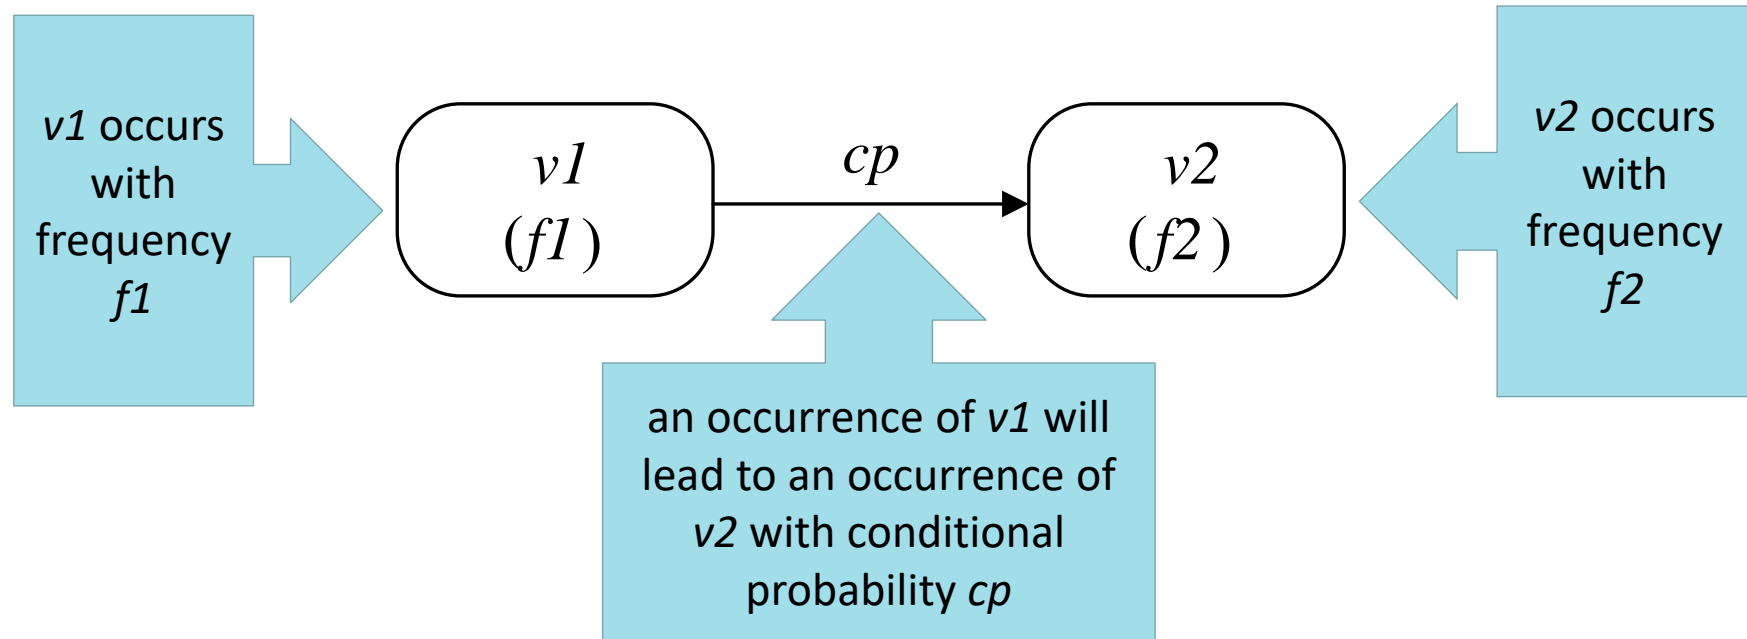 v1 occurs
with
frequency
f1
v1
(f1)
cp
v2
(f2)
v2 occurs
with
frequency
f2
an occurrence of v1 will
lead to an occurrence of
v2 with conditional
probability cp